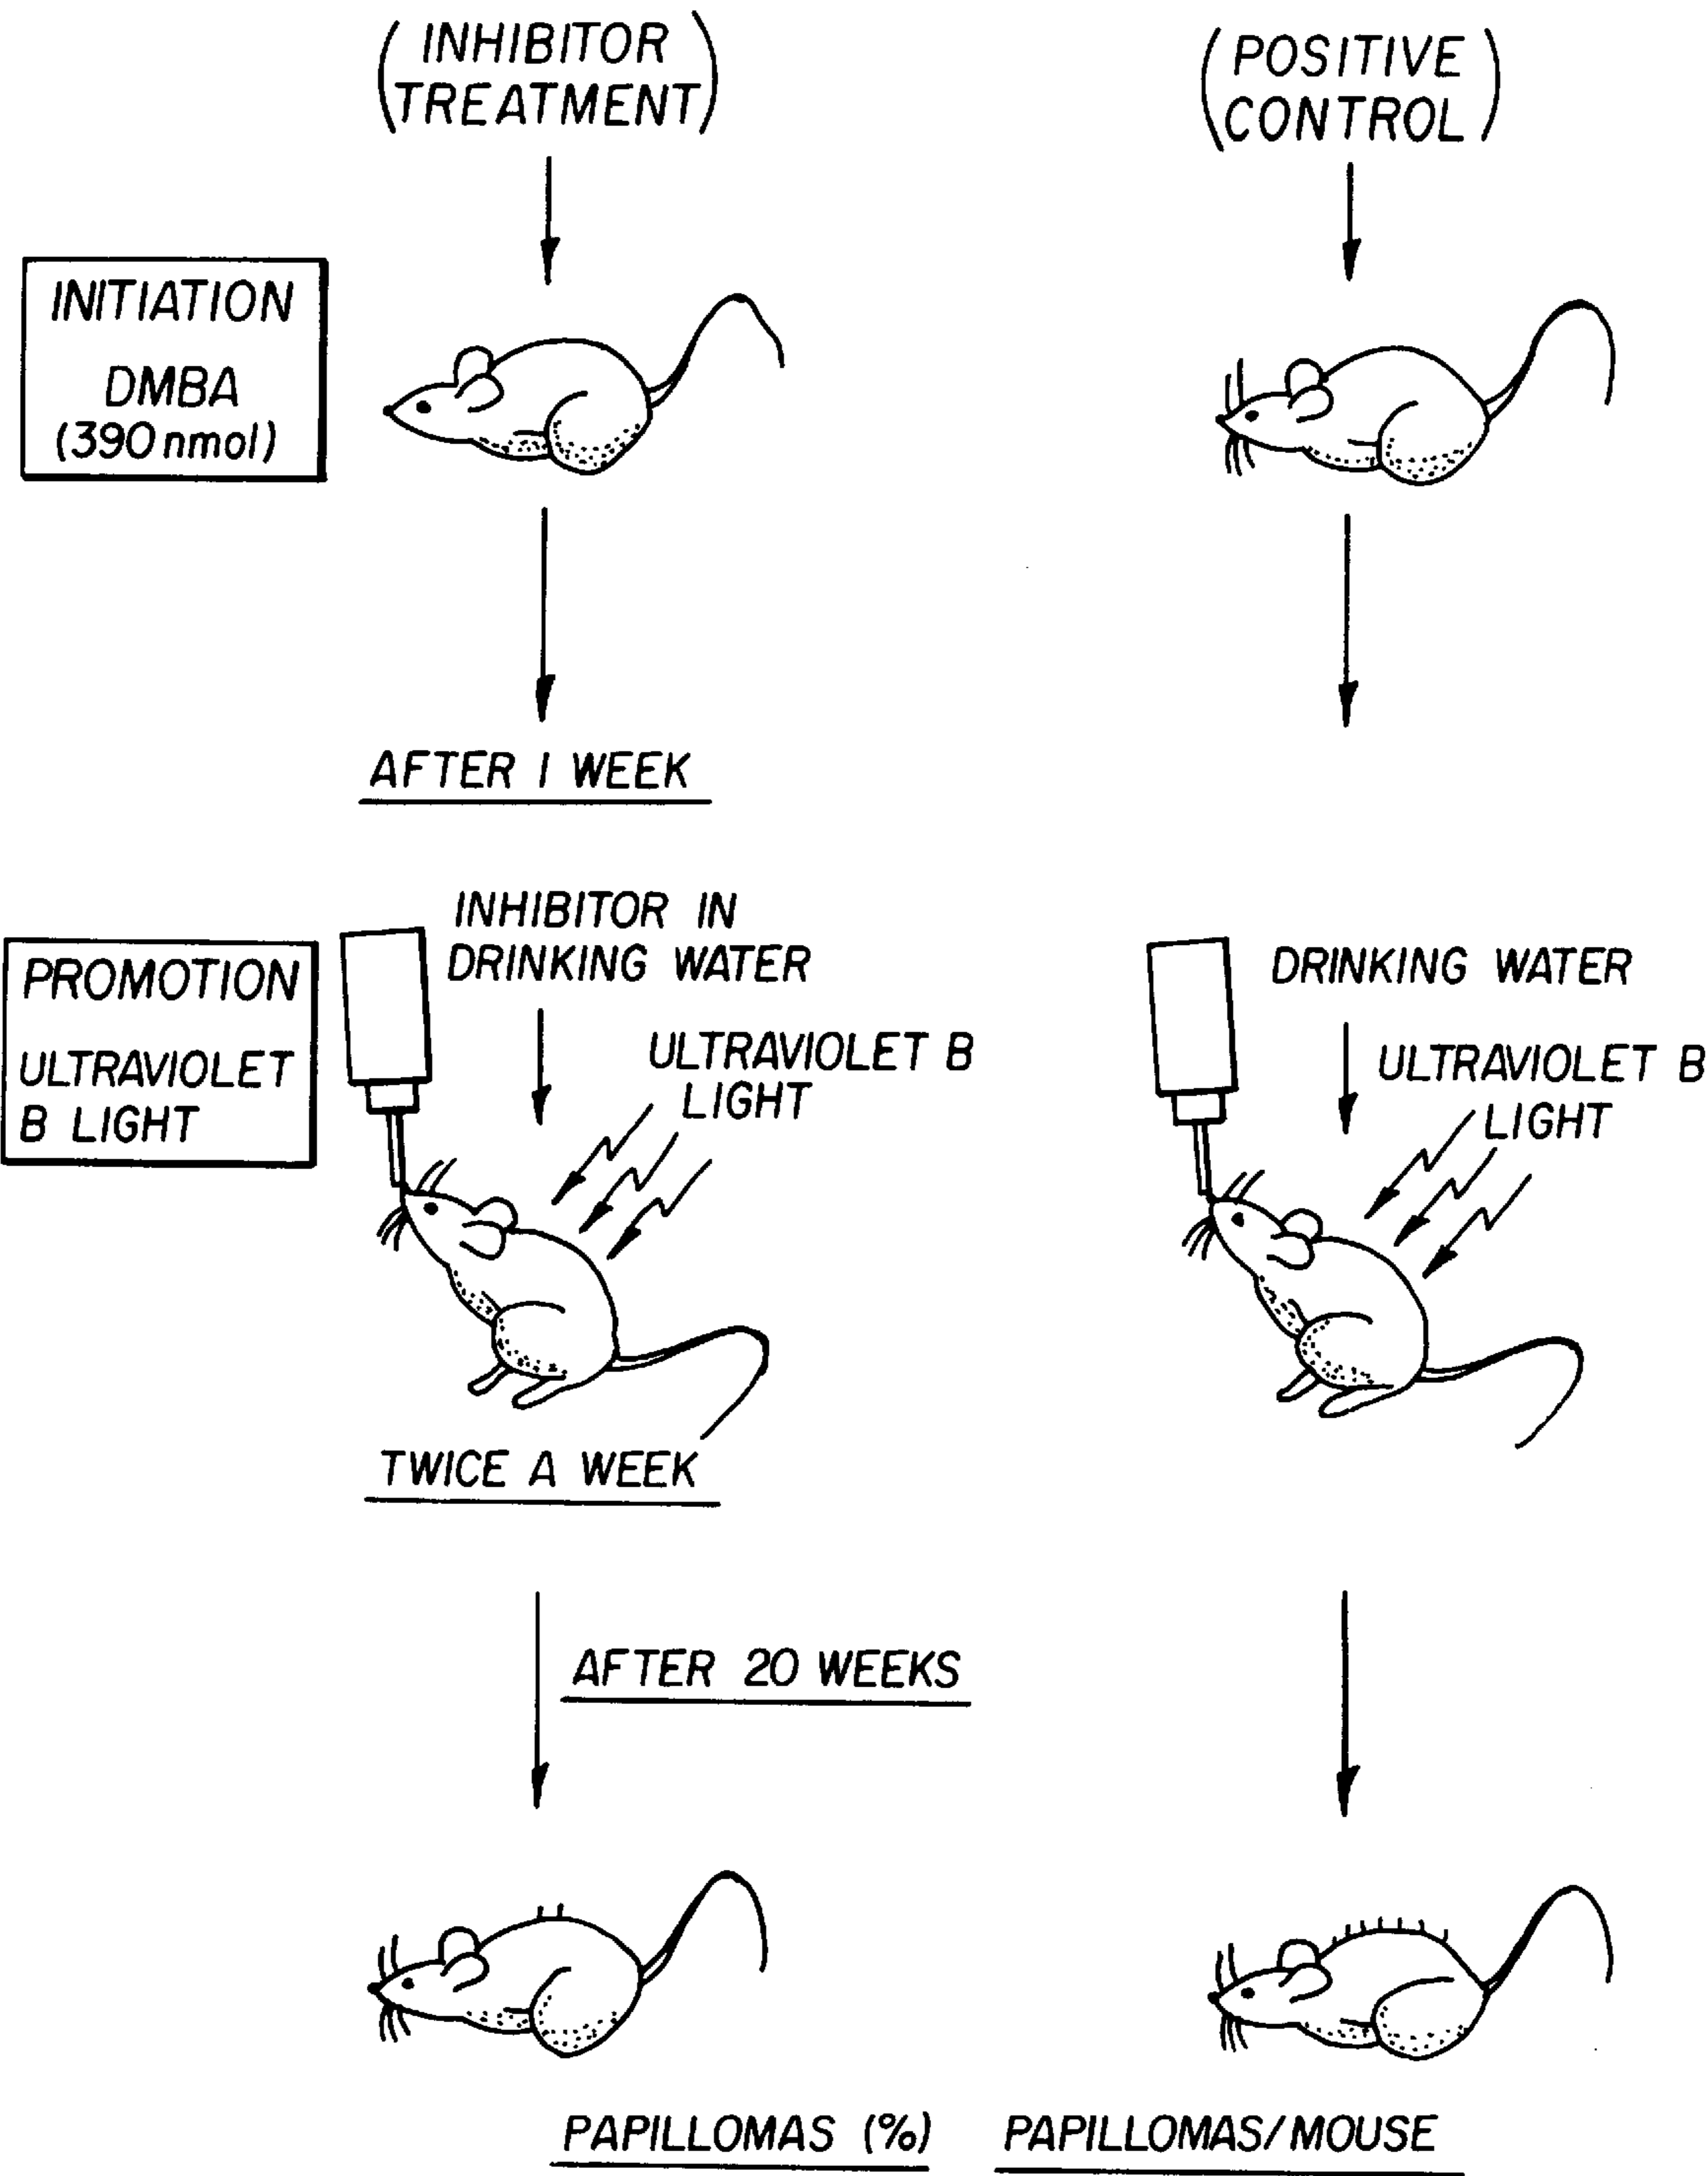 (INHIBITOR
TREATMENT)
(POSITIVE
CONTROL)
INITIATION
DMBA
(390 nmol)
AFTER 1 WEEK
PROMOTION
ULTRAVIOLET
B LIGHT
INHIBITOR IN
DRINKING WATER
ULTRAVIOLET B
LIGHT
DRINKING WATER
ULTRAVIOLET B
LIGHT
TWICE A WEEK
AFTER 20 WEEKS
PAPILLOMAS (%)
PAPILLOMAS/MOUSE